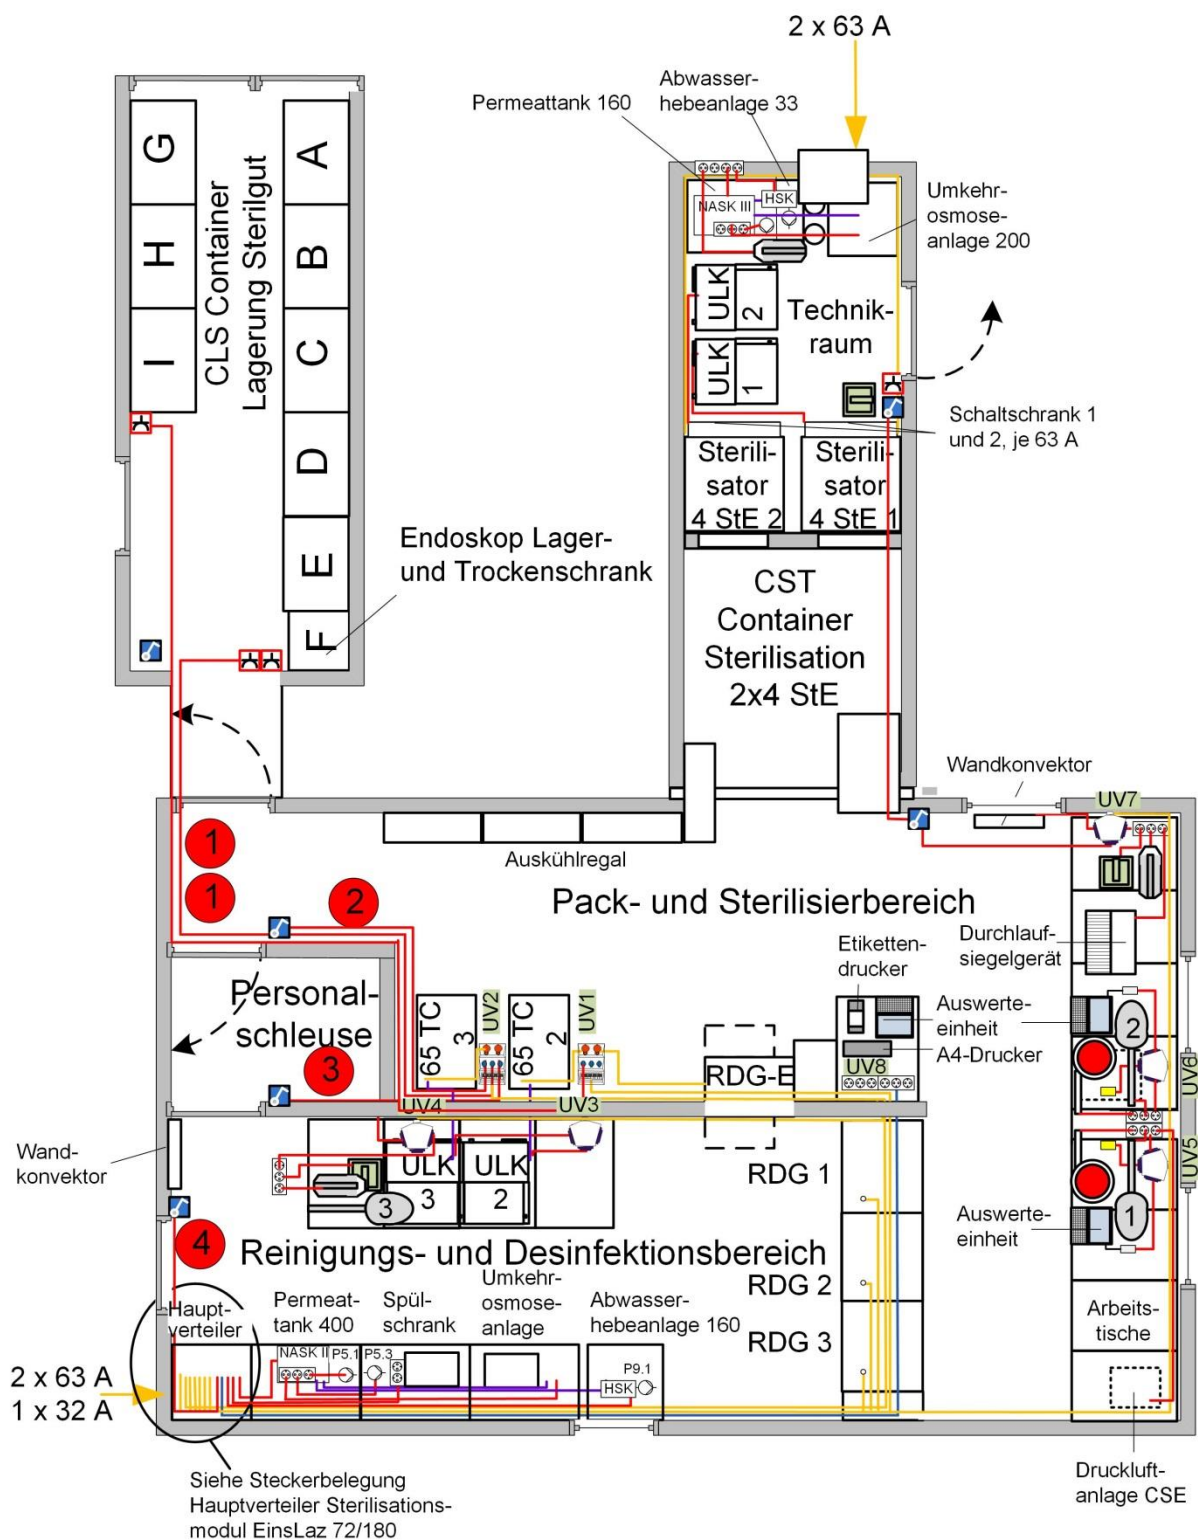 2 x 63 A
Abwasser-
hebeanlage 33
Permeattank 160
NASK III
HSK
Umkehr-
osmose-
anlage 200
G
H
I
CLS Container
Lagerung Sterilgut
A
B
C
D
E
F
ULK
2
ULK
1
Technik-
raum
Schaltschrank 1
und 2, je 63 A
Sterili-
sator
4 StE 2
Sterili-
sator
4 StE 1
Endoskop Lager-
und Trockenschrank
CST
Container
Sterilisation
2x4 StE
Wandkonvektor
UV7
1
1
2
Auskühlregal
Pack- und Sterilisierbereich
Etiketten-
drucker
Durchlauf-
siegelgerät
Personal-
schleuse
3
65 TC
3
UV2
65 TC
2
UV1
Auswerte-
einheit
A4-Drucker
UV8
RDG-E
2
UV6
UV4
UV3
Wand-
konvektor
ULK
3
ULK
2
3
RDG 1
UV5
1
Auswerte-
einheit
4
Reinigungs- und Desinfektionsbereich
RDG 2
RDG 3
Haupt-
verteiler
Permeat-
tank 400
Spül-
schrank
Umkehr-
osmose-
anlage
Abwasser-
hebeanlage 160
Arbeits-
tische
NASK II
P5.1
P5.3
P9.1
HSK
2 x 63 A
1 x 32 A
Siehe Steckerbelegung
Hauptverteiler Sterilisations-
modul EinsLaz 72/180
Druckluft-
anlage CSE